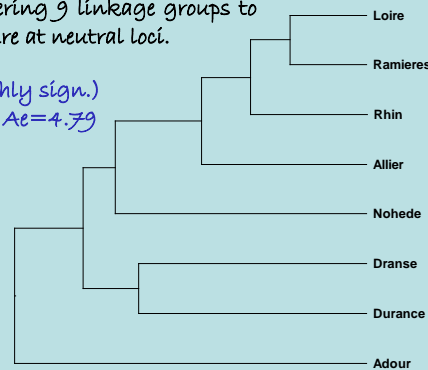 ering 9 linkage groups to
re at neutral loci.
hly sign.)
Ae=4.79
Loire
Ramieres
Rhin
Allier
Nohede
Dranse
Durance
Adour